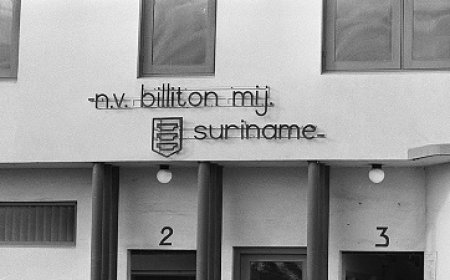 n.v. billiton mij.
suriname
2
3